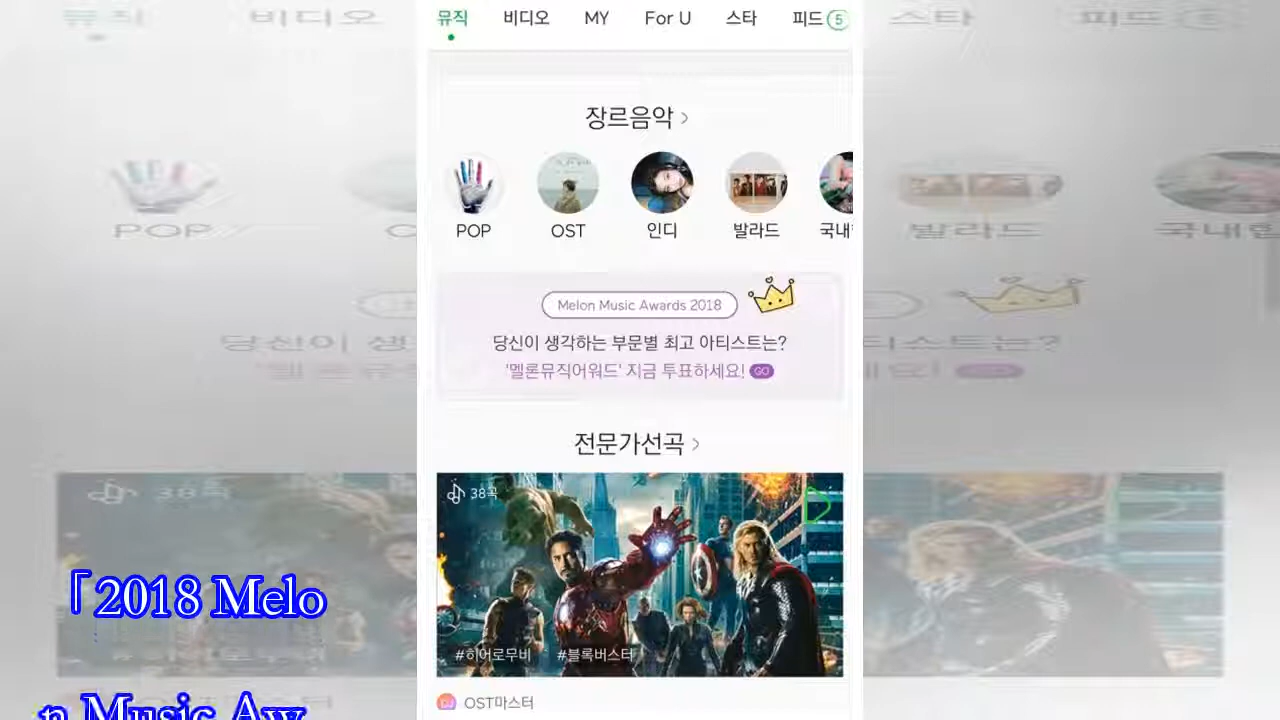 뮤직 비디오 MY For U 스타 피드 5
장르음악 >
POP OST 인디 발라드 국내
Melon Music Awards 2018
당신이 생각하는 부문별 최고 아티스트는?
'멜론뮤직어워드' 지금 투표하세요! GO
전문가선곡 >
38곡
#히어로무비 #블록버스터
DJ OST마스터
「2018 Melo
n Music Aw